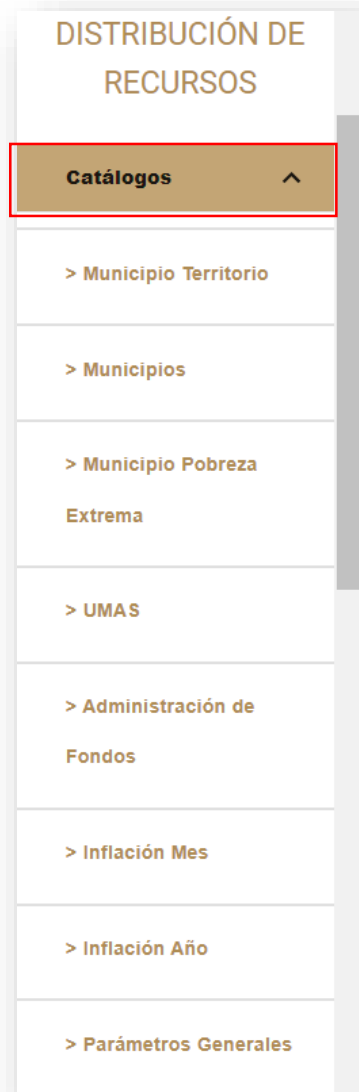 DISTRIBUCIÓN DE
RECURSOS
Catálogos
> Municipio Territorio
> Municipios
> Municipio Pobreza
Extrema
> UMAS
> Administración de
Fondos
> Inflación Mes
> Inflación Año
> Parámetros Generales